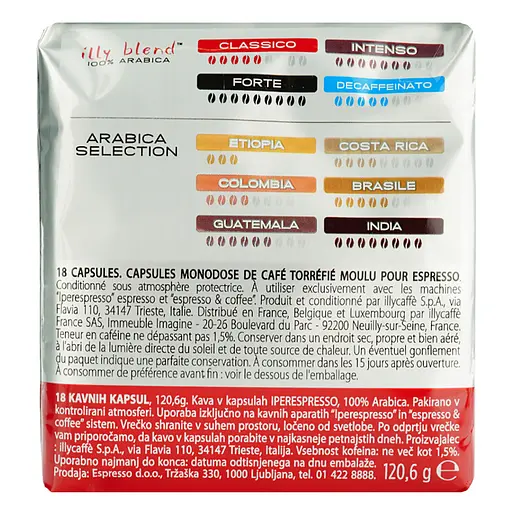 illy blend™
100% ARABICA
CLASSICO
INTENSO
FORTE
DECAFFEINATO
ARABICA
SELECTION
ETIOPIA
COSTA RICA
COLOMBIA
BRASILE
GUATEMALA
INDIA
18 CAPSULES. CAPSULES MONODOSE DE CAFÉ TORRÉFIÉ MOULU POUR ESPRESSO.
Conditionné sous atmosphère protectrice. À utiliser exclusivement avec les machines
"Iperespresso" espresso et "espresso & coffee". Produit et conditionné par illycaffè S.p.A., via
Flavia 110, 34147 Trieste, Italie. Distribué en France, Belgique et Luxembourg par illycaffè
France SAS, Immeuble Imagine - 20-26 Boulevard du Parc - 92200 Neuilly-sur-Seine, France.
Teneur en caféine ne dépassant pas 1,5%. Conserver dans un endroit sec, propre et bien aéré,
à l'abri de la lumière directe du soleil et de toute source de chaleur. Un éventuel gonflement
du paquet indique une parfaite conservation. À consommer dans les 15 jours après ouverture.
À consommer de préférence avant fin : voir le dessous de l'emballage.
18 KAVNIH KAPSUL, 120,6g. Kava v kapsulah IPERESPRESSO, 100% Arabica. Pakirano v
kontrolirani atmosferi. Uporaba izključno na kavnih aparatih "Iperespresso" in "espresso &
coffee" sistem. Vrečko shranite v suhem prostoru, ločeno od svetlobe. Po odprtju vrečke
vam priporočamo, da kavo v kapsulah porabite v najkasneje petnajstih dneh. Proizvajalec
: illycaffè S.p.A., via Flavia 110, 34147 Trieste, Italija. Vsebnost kofeina: ne več kot 1,5%.
Uporabno najmanj do konca: datuma odtisnjenega na dnu embalaže.
Prodaja: Espresso d.o.o., Tržaška 330, 1000 Ljubljana, tel. 01 422 8888.
120,6 g ℮